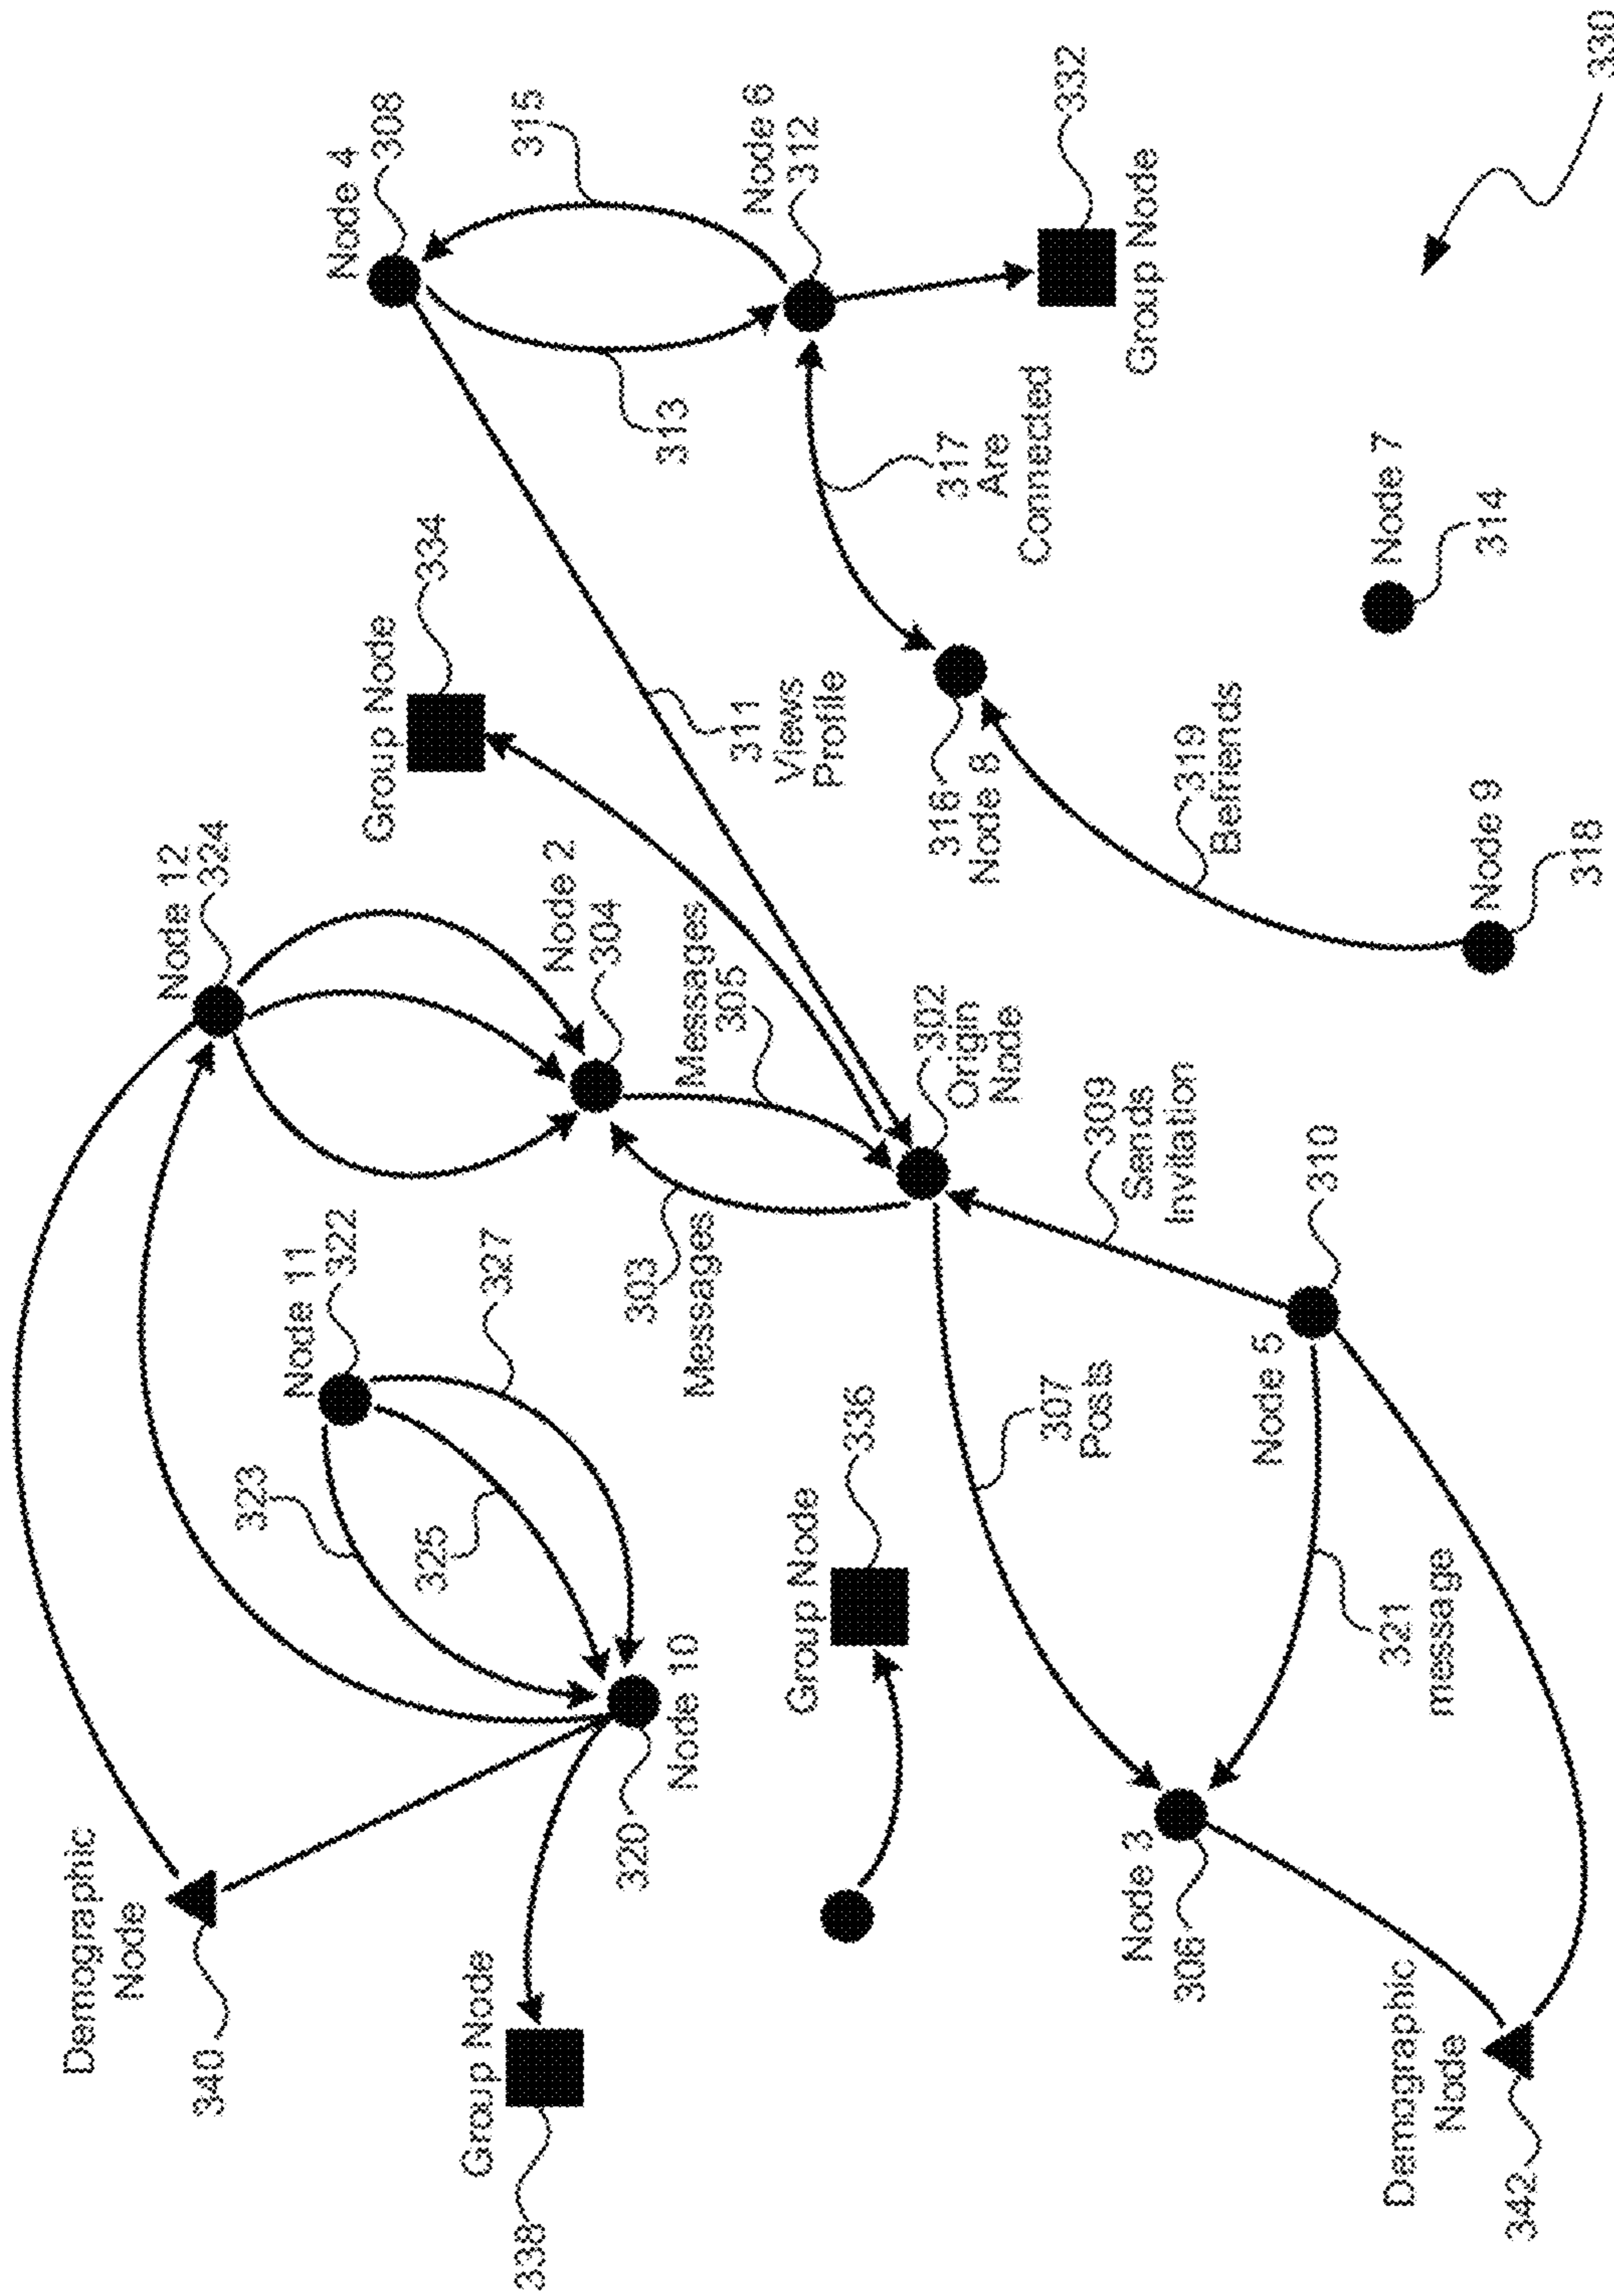 Demographic
Node
340
Node 12
324
323
Node 11
322
Node 4
308
Group Node
334
325
Group Node
338
327
315
Node 2
304
320
Node 10
303
Messages
313
Messages
305
311
Views
Profile
Node 6
312
Group Node
336
302
Origin
Node
316
Node 8
317
Are
Connected
307
Posts
332
Group Node
309
Sends
Invitation
Node 3
306
319
Befriends
Node 5
310
Node 7
314
321
message
Demographic
Node
342
Node 9
318
330